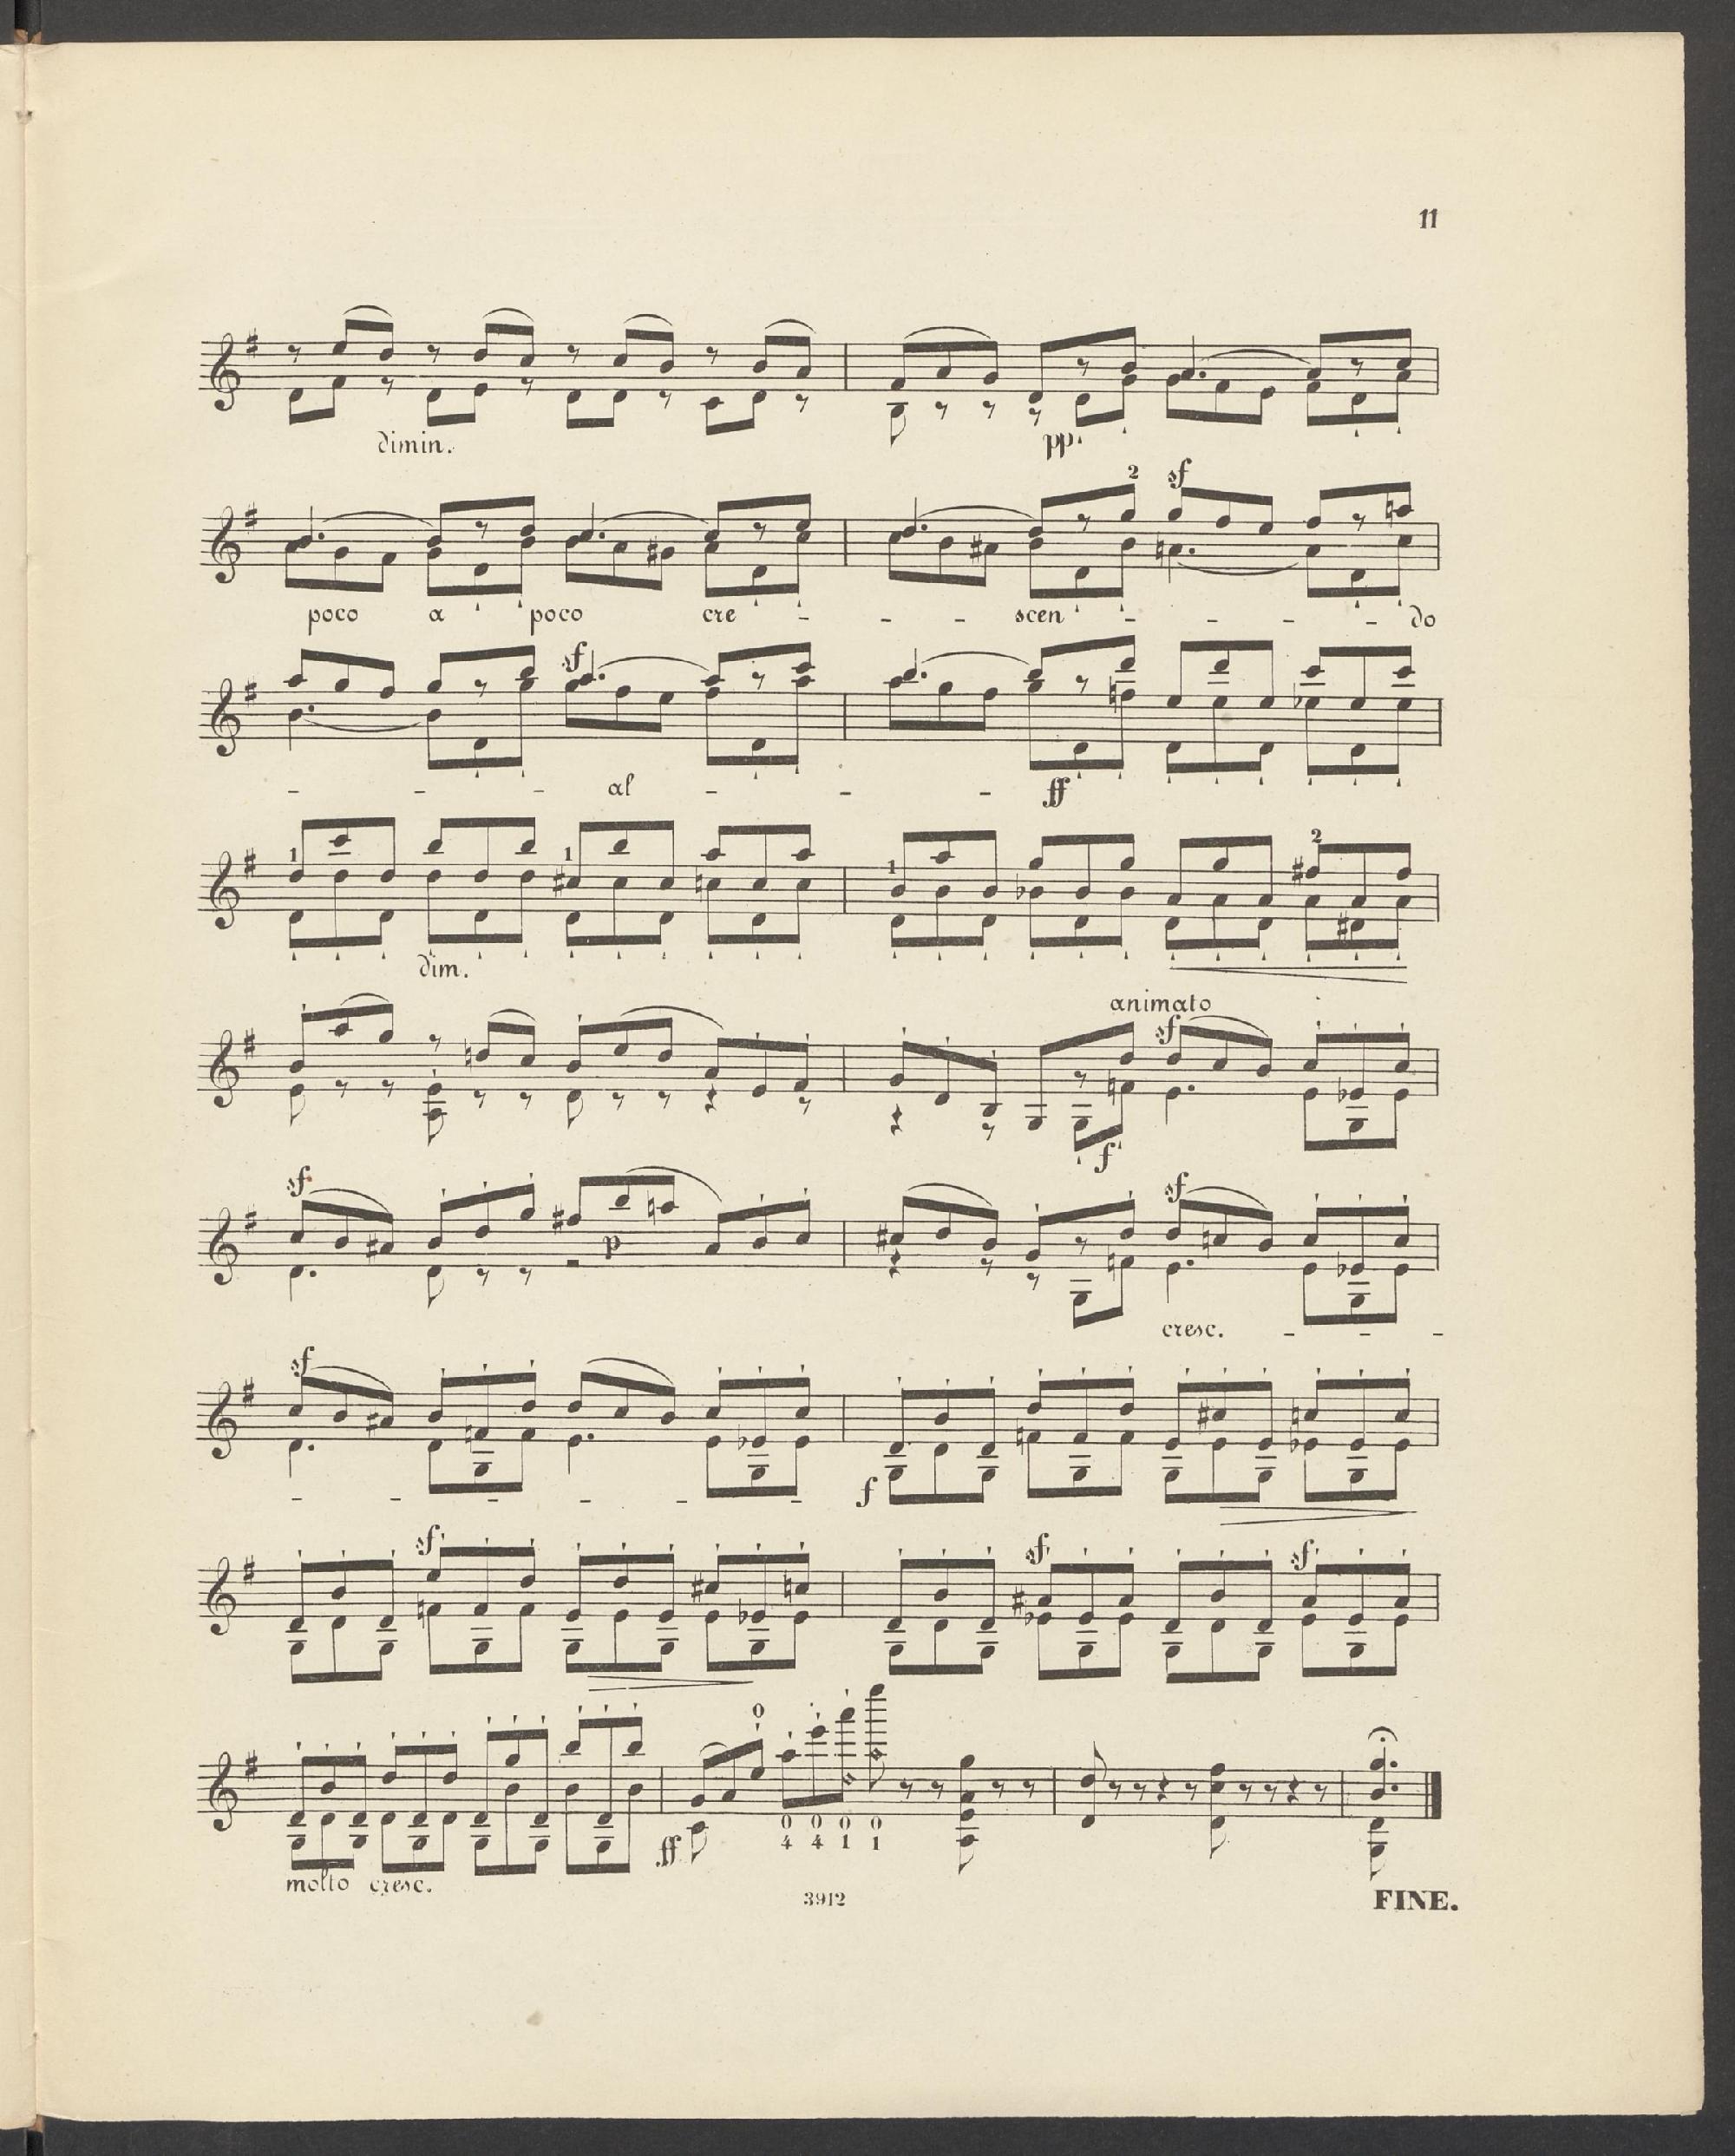 11
dimin.
pp
2 sf
poco a poco cre - - - scen - - - - do
sf
- - - al - - - ff
1 1 1 2
dim.
animato
sf
f
sf sf
p
cresc. - - -
sf
- - - - - - f
sf sf sf
0
0 0 0 0
ff 4 4 1 1
molto cresc.
3912 FINE.